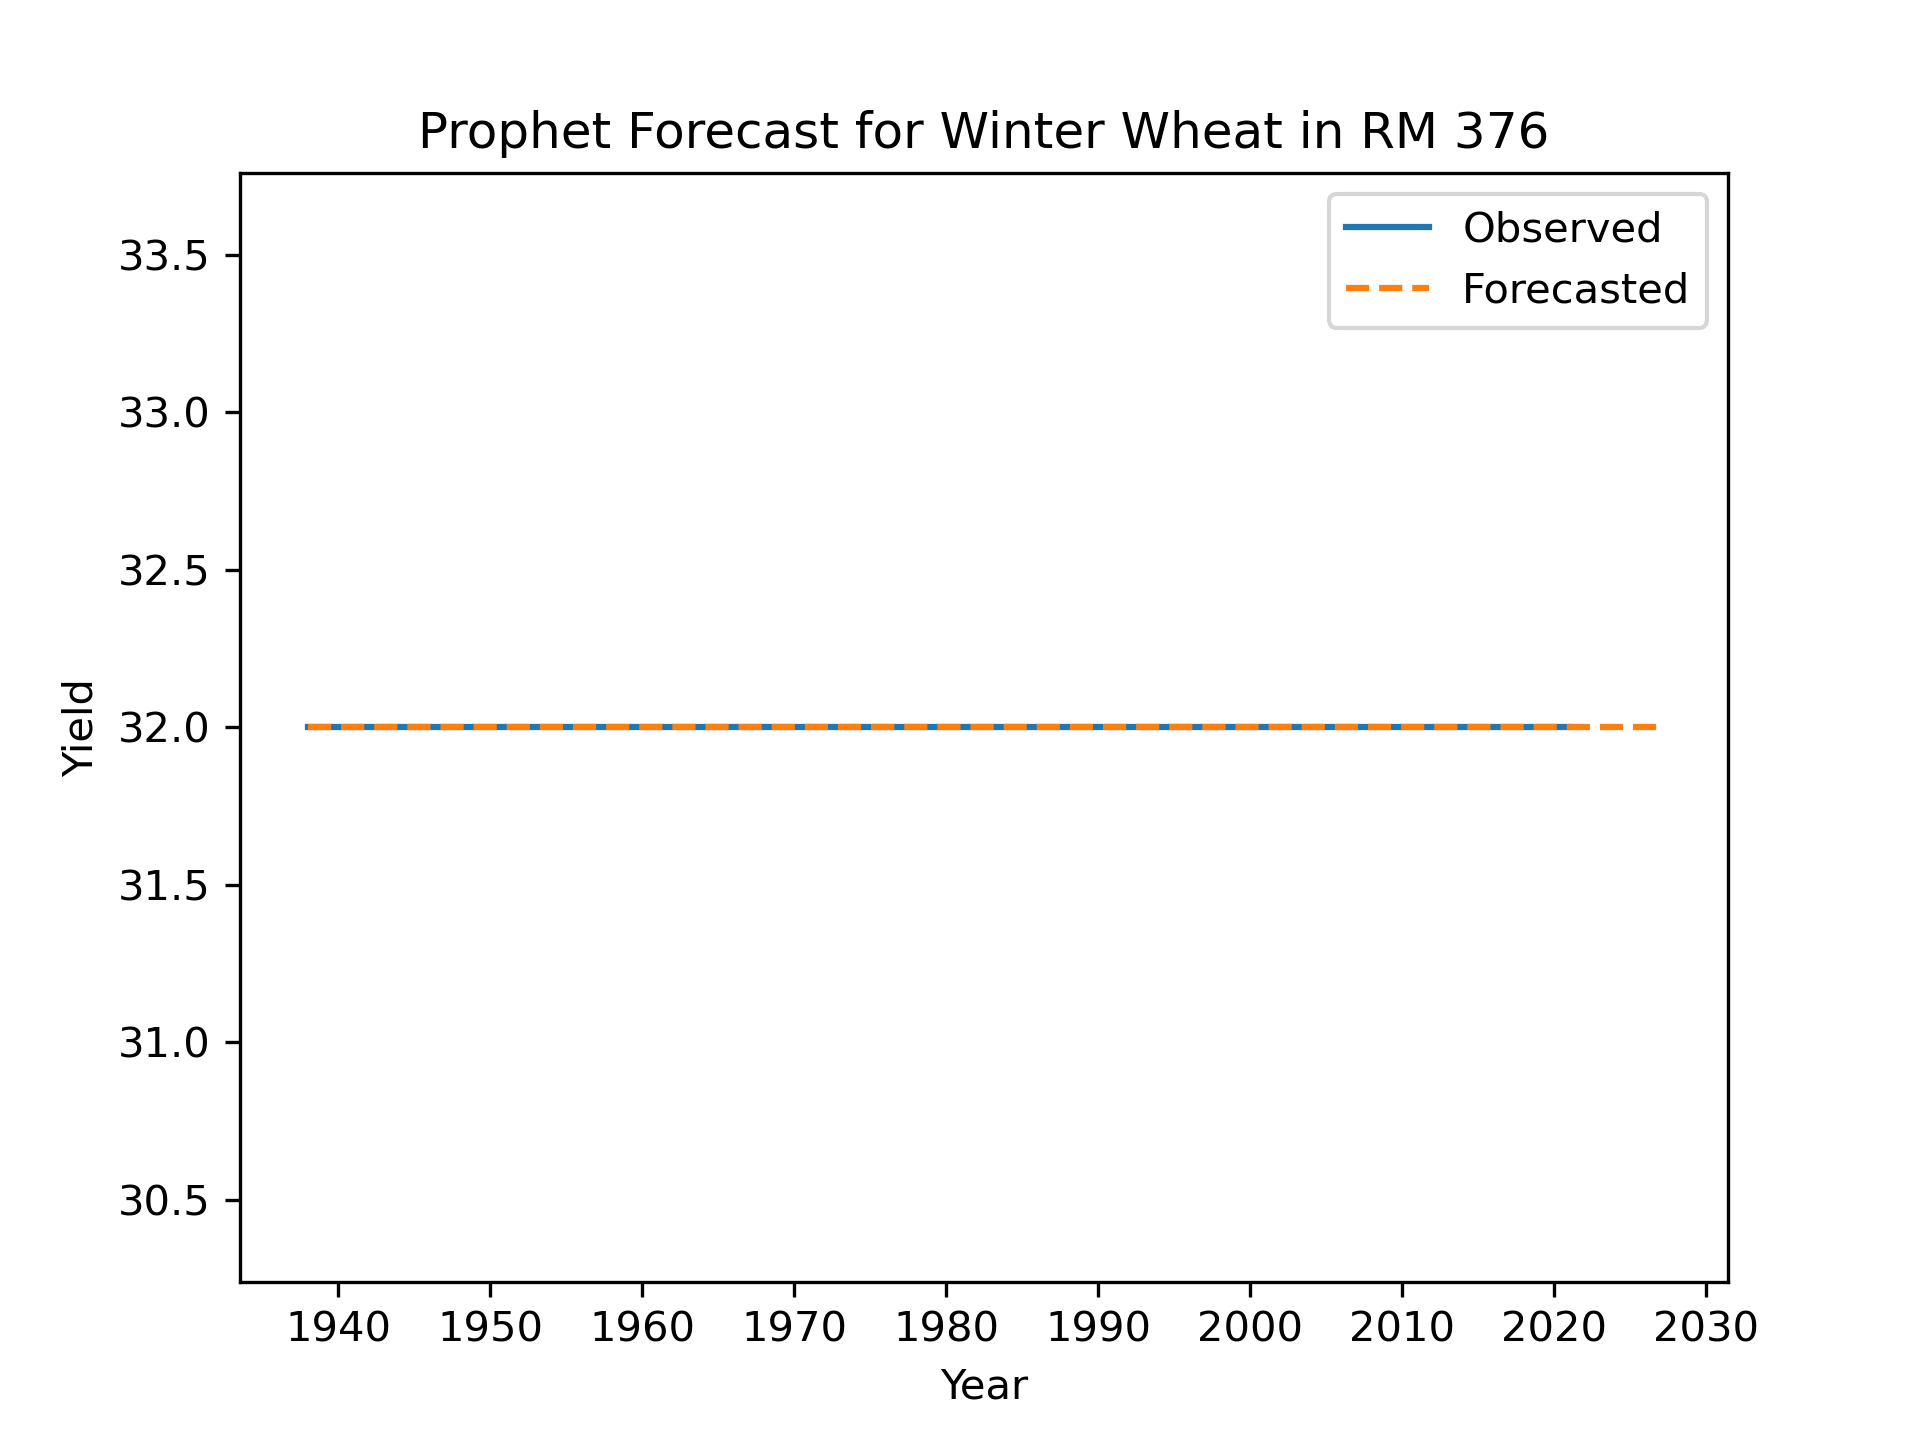 Prophet Forecast for Winter Wheat in RM 376
Observed
Forecasted
33.5
33.0
32.5
32.0
31.5
31.0
30.5
Yield
1940 1950 1960 1970 1980 1990 2000 2010 2020 2030
Year